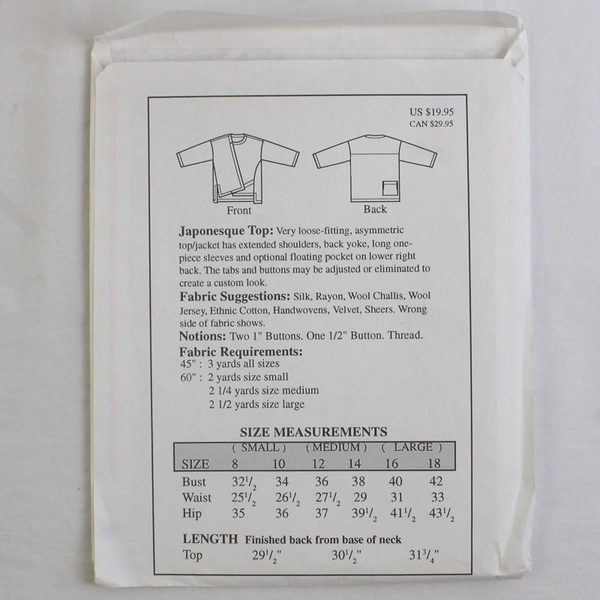 US $19.95
CAN $29.95
Front
Back
Japonesque Top: Very loose-fitting, asymmetric
top/jacket has extended shoulders, back yoke, long one-
piece sleeves and optional floating pocket on lower right
back. The tabs and buttons may be adjusted or eliminated to
create a custom look.
Fabric Suggestions: Silk, Rayon, Wool Challis, Wool
Jersey, Ethnic Cotton, Handwovens, Velvet, Sheers. Wrong
side of fabric shows.
Notions: Two 1" Buttons. One 1/2" Button. Thread.
Fabric Requirements:
45" : 3 yards all sizes
60" : 2 yards size small
2 1/4 yards size medium
2 1/2 yards size large
SIZE MEASUREMENTS
( SMALL ) ( MEDIUM ) ( LARGE )
SIZE 8 10 12 14 16 18
Bust 32 1/2 34 36 38 40 42
Waist 25 1/2 26 1/2 27 1/2 29 31 33
Hip 35 36 37 39 1/2 41 1/2 43 1/2
LENGTH Finished back from base of neck
Top 29 1/2" 30 1/2" 31 3/4"